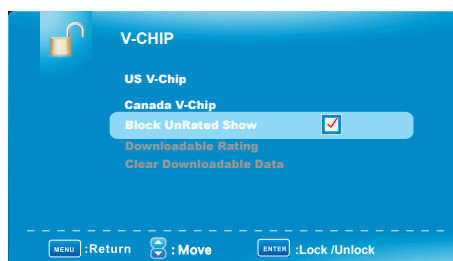 V-CHIP
US V-Chip
Canada V-Chip
Block UnRated Show
Downloadable Rating
Clear Downloadable Data
MENU :Return : Move ENTER :Lock /Unlock